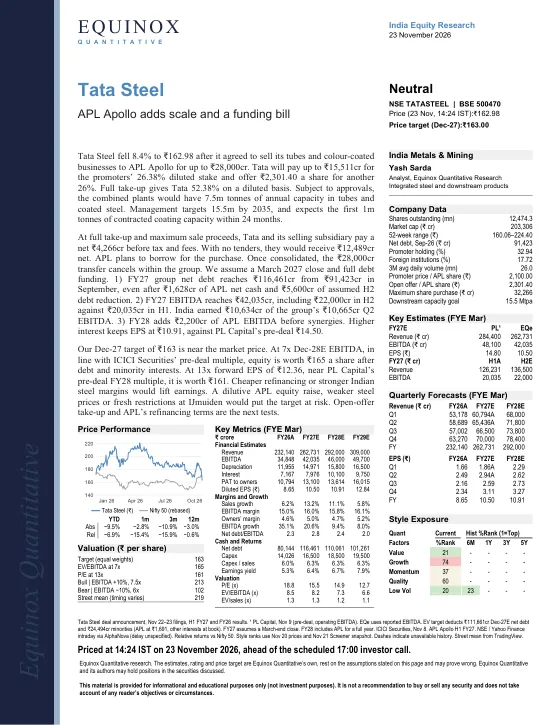 EQUINOX
QUANTITATIVE
India Equity Research
23 November 2026
Tata Steel
APL Apollo adds scale and a funding bill
Neutral
NSE TATASTEEL | BSE 500470
Price (23 Nov, 14:24 IST):₹162.98
Price target (Dec-27):₹163.00
Tata Steel fell 8.4% to ₹162.98 after it agreed to sell its tubes and colour-coated
businesses to APL Apollo for up to ₹28,000cr. Tata will pay up to ₹15,511cr for
the promoters' 26.38% diluted stake and offer ₹2,301.40 a share for another
26%. Full take-up gives Tata 52.38% on a diluted basis. Subject to approvals,
the combined plants would have 7.5m tonnes of annual capacity in tubes and
coated steel. Management targets 15.5m by 2035, and expects the first 1m
tonnes of contracted coating capacity within 24 months.
At full take-up and maximum sale proceeds, Tata and its selling subsidiary pay a
net ₹4,266cr before tax and fees. With no tenders, they would receive ₹12,489cr
net. APL plans to borrow for the purchase. Once consolidated, the ₹28,000cr
transfer cancels within the group. We assume a March 2027 close and full debt
funding. 1) FY27 group net debt reaches ₹116,461cr from ₹91,423cr in
September, even after ₹1,628cr of APL net cash and ₹5,600cr of assumed H2
debt reduction. 2) FY27 EBITDA reaches ₹42,035cr, including ₹22,000cr in H2
against ₹20,035cr in H1. India earned ₹10,634cr of the group's ₹10,665cr Q2
EBITDA. 3) FY28 adds ₹2,200cr of APL EBITDA before synergies. Higher
interest keeps EPS at ₹10.91, against PL Capital's pre-deal ₹14.50.
Our Dec-27 target of ₹163 is near the market price. At 7x Dec-28E EBITDA, in
line with ICICI Securities' pre-deal multiple, equity is worth ₹165 a share after
debt and minority interests. At 13x forward EPS of ₹12.36, near PL Capital's
pre-deal FY28 multiple, it is worth ₹161. Cheaper refinancing or stronger Indian
steel margins would lift earnings. A dilutive APL equity raise, weaker steel
prices or fresh restrictions at IJmuiden would put the target at risk. Open-offer
take-up and APL's refinancing terms are the next tests.
India Metals & Mining
Yash Sarda
Analyst, Equinox Quantitative Research
Integrated steel and downstream products
Company Data
Shares outstanding (mn) 12,474.3
Market cap (₹ cr) 203,306
52-week range (₹) 160.06–224.40
Net debt, Sep-26 (₹ cr) 91,423
Promoter holding (%) 32.94
Foreign institutions (%) 17.72
3M avg daily volume (mn) 26.0
Promoter price / APL share (₹) 2,100.00
Open offer / APL share (₹) 2,301.40
Maximum share purchase (₹ cr) 32,266
Downstream capacity goal 15.5 Mtpa
Key Estimates (FYE Mar)
FY27E PL¹ EQe
Revenue (₹ cr) 284,400 262,731
EBITDA (₹ cr) 48,100 42,035
EPS (₹) 14.80 10.50
FY27 (₹ cr) H1A H2E
Revenue 126,231 136,500
EBITDA 20,035 22,000
Quarterly Forecasts (FYE Mar)
Revenue (₹ cr) FY26A FY27E FY28E
Q1 53,178 60,794A 68,000
Q2 58,689 65,436A 71,800
Q3 57,002 66,500 73,800
Q4 63,270 70,000 78,400
FY 232,140 262,731 292,000
EPS (₹) FY26A FY27E FY28E
Q1 1.66 1.86A 2.29
Q2 2.49 2.94A 2.62
Q3 2.16 2.59 2.73
Q4 2.34 3.11 3.27
FY 8.65 10.50 10.91
Style Exposure
Quant Current Hist %Rank (1=Top)
Factors %Rank 6M 1Y 3Y 5Y
Value 21 - - - -
Growth 74 - - - -
Momentum 37 - - - -
Quality 60 - - - -
Low Vol 20 23 - - -
Price Performance
220
200
180
160
140
Jan 26 Apr 26 Jul 26 Oct 26
Tata Steel (₹) Nifty 50 (rebased)
YTD 1m 3m 12m
Abs −9.5% −2.8% −10.9% −3.0%
Rel −6.9% −15.4% −15.9% −0.6%
Valuation (₹ per share)
Target (equal weights) 163
EV/EBITDA at 7x 165
P/E at 13x 161
Bull | EBITDA +10%, 7.5x 213
Bear | EBITDA −10%, 6x 102
Street mean (timing varies) 219
Key Metrics (FYE Mar)
₹ crore FY26A FY27E FY28E FY29E
Financial Estimates
Revenue 232,140 262,731 292,000 309,000
EBITDA 34,848 42,035 46,000 49,700
Depreciation 11,955 14,971 15,800 16,500
Interest 7,167 7,976 10,100 9,750
PAT to owners 10,794 13,100 13,614 16,015
Diluted EPS (₹) 8.65 10.50 10.91 12.84
Margins and Growth
Sales growth 6.2% 13.2% 11.1% 5.8%
EBITDA margin 15.0% 16.0% 15.8% 16.1%
Owners' margin 4.6% 5.0% 4.7% 5.2%
EBITDA growth 35.1% 20.6% 9.4% 8.0%
Net debt/EBITDA 2.3 2.8 2.4 2.0
Cash and Returns
Net debt 80,144 116,461 110,061 101,261
Capex 14,026 16,500 18,500 19,500
Capex / sales 6.0% 6.3% 6.3% 6.3%
Earnings yield 5.3% 6.4% 6.7% 7.9%
Valuation
P/E (x) 18.8 15.5 14.9 12.7
EV/EBITDA (x) 8.5 8.2 7.3 6.6
EV/sales (x) 1.3 1.3 1.2 1.1
Equinox Quantitative
Priced at 14:24 IST on 23 November 2026, ahead of the scheduled 17:00 investor call.
Equinox Quantitative research. The estimates, rating and price target are Equinox Quantitative's own, rest on the assumptions stated on this page and may prove wrong. Equinox Quantitative
and its authors may hold positions in the securities discussed.
This material is provided for informational and educational purposes only (not investment purposes). It is not a recommendation to buy or sell any security and does not take
account of any reader's objectives or circumstances.